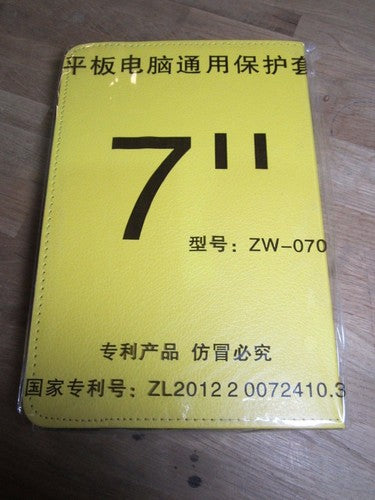 平板电脑通用保护套
7"
型号: ZW-070
专利产品 仿冒必究
国家专利号: ZL2012 2 0072410.3